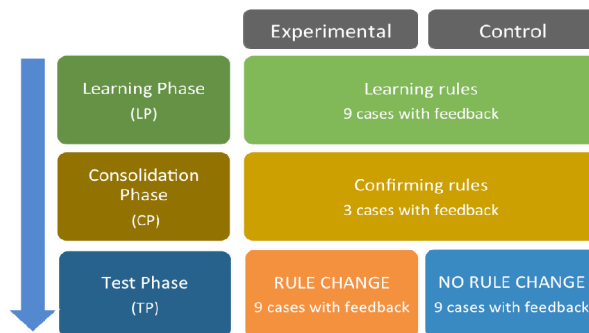 Experimental
Control
Learning Phase
(LP)
Learning rules
9 cases with feedback
Consolidation
Phase
(CP)
Confirming rules
3 cases with feedback
Test Phase
(TP)
RULE CHANGE
9 cases with feedback
NO RULE CHANGE
9 cases with feedback